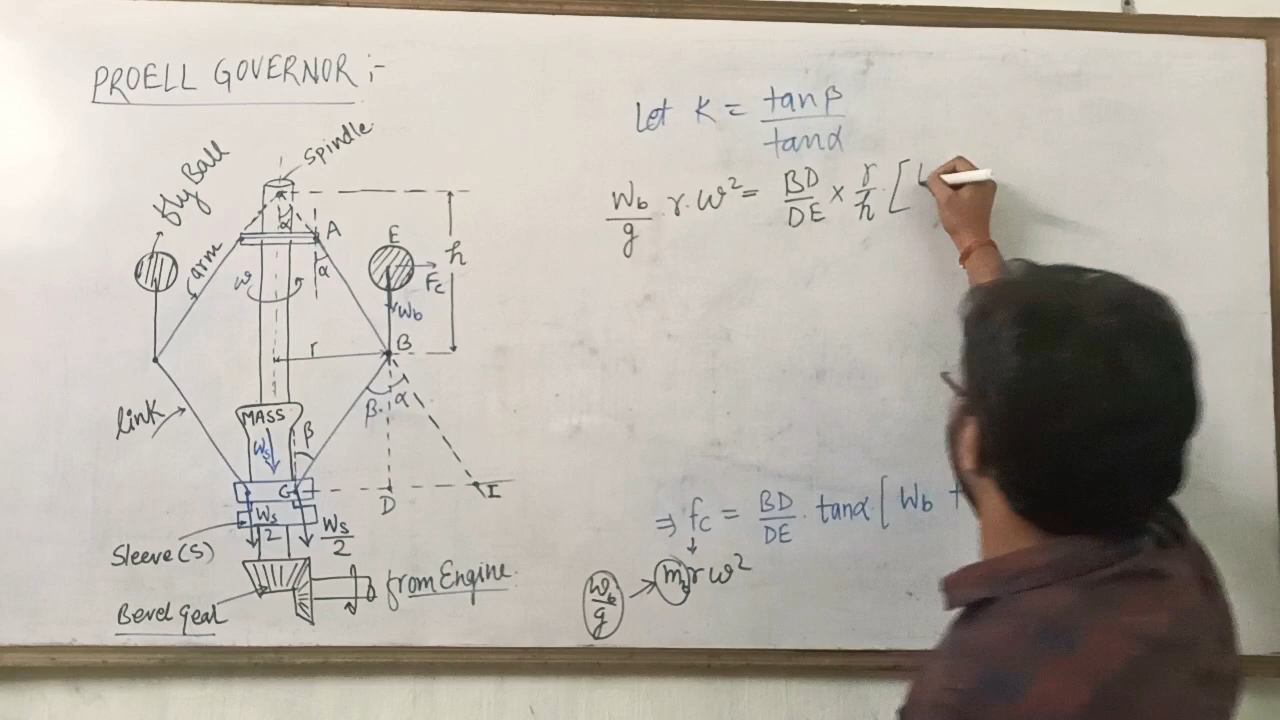 PROELL GOVERNOR :-
spindle
fly Ball
arm
α
A
α
ω
E
Fc
Wb
h
r
B
β
α
link
MASS
Ws
β
G
D
I
Ws/2
Ws/2
Sleeve(S)
from Engine
Bevel gear
Let K = tanβ/tanα
Wb/g . r . ω² = BD/DE × r/h . [
⇒ fc = BD/DE . tanα [ Wb +
Wb/g → mb r ω²